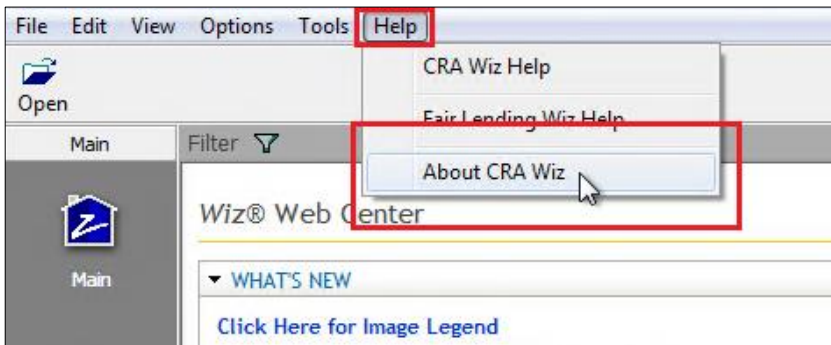 File Edit View Options Tools Help
CRA Wiz Help
Open
Fair Lending Wiz Help
Main Filter
About CRA Wiz
Wiz® Web Center
Main
WHAT'S NEW
Click Here for Image Legend